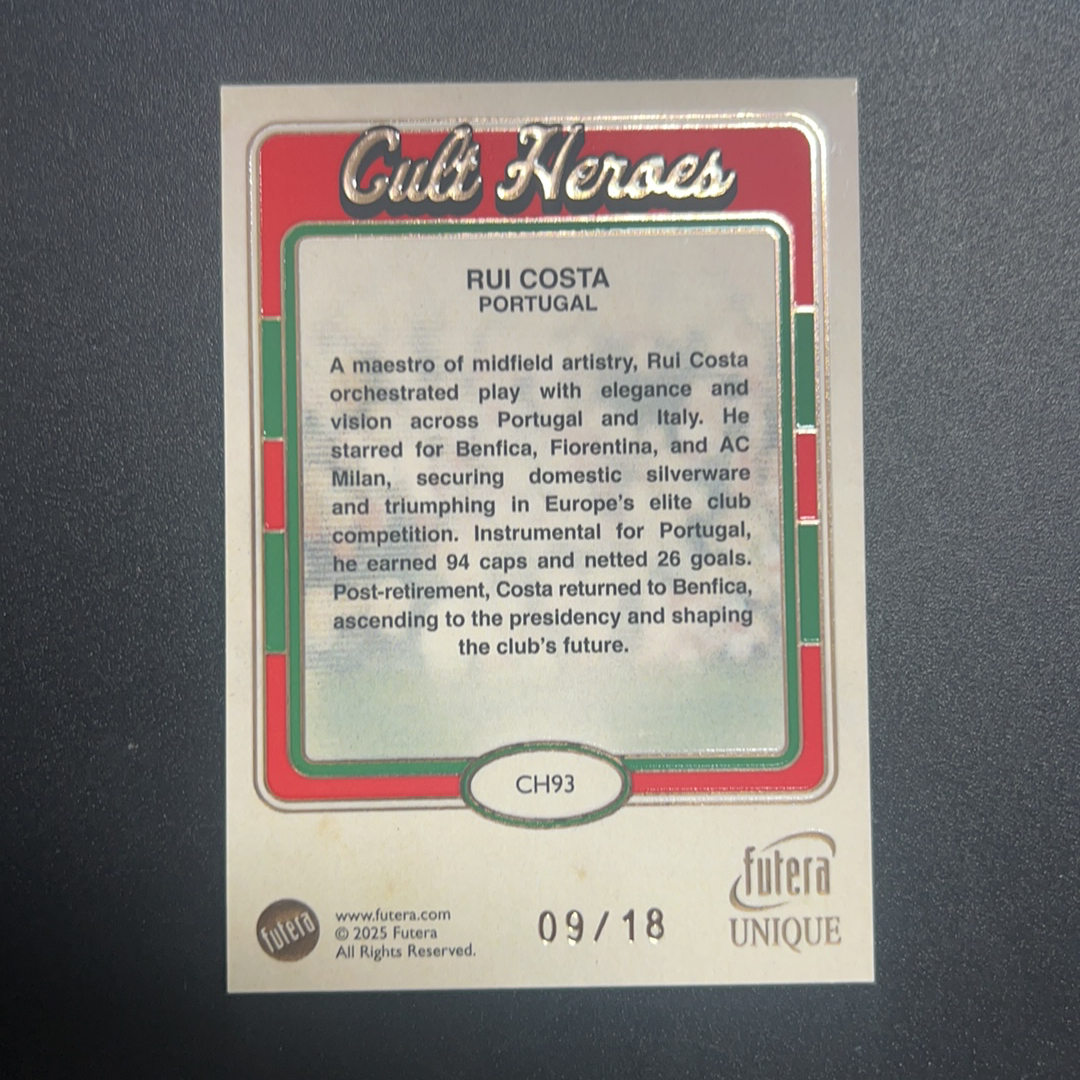 Cult Heroes
RUI COSTA
PORTUGAL
A maestro of midfield artistry, Rui Costa
orchestrated play with elegance and
vision across Portugal and Italy. He
starred for Benfica, Fiorentina, and AC
Milan, securing domestic silverware
and triumphing in Europe's elite club
competition. Instrumental for Portugal,
he earned 94 caps and netted 26 goals.
Post-retirement, Costa returned to Benfica,
ascending to the presidency and shaping
the club's future.
CH93
futera
www.futera.com
© 2025 Futera
All Rights Reserved.
09/18
futera
UNIQUE